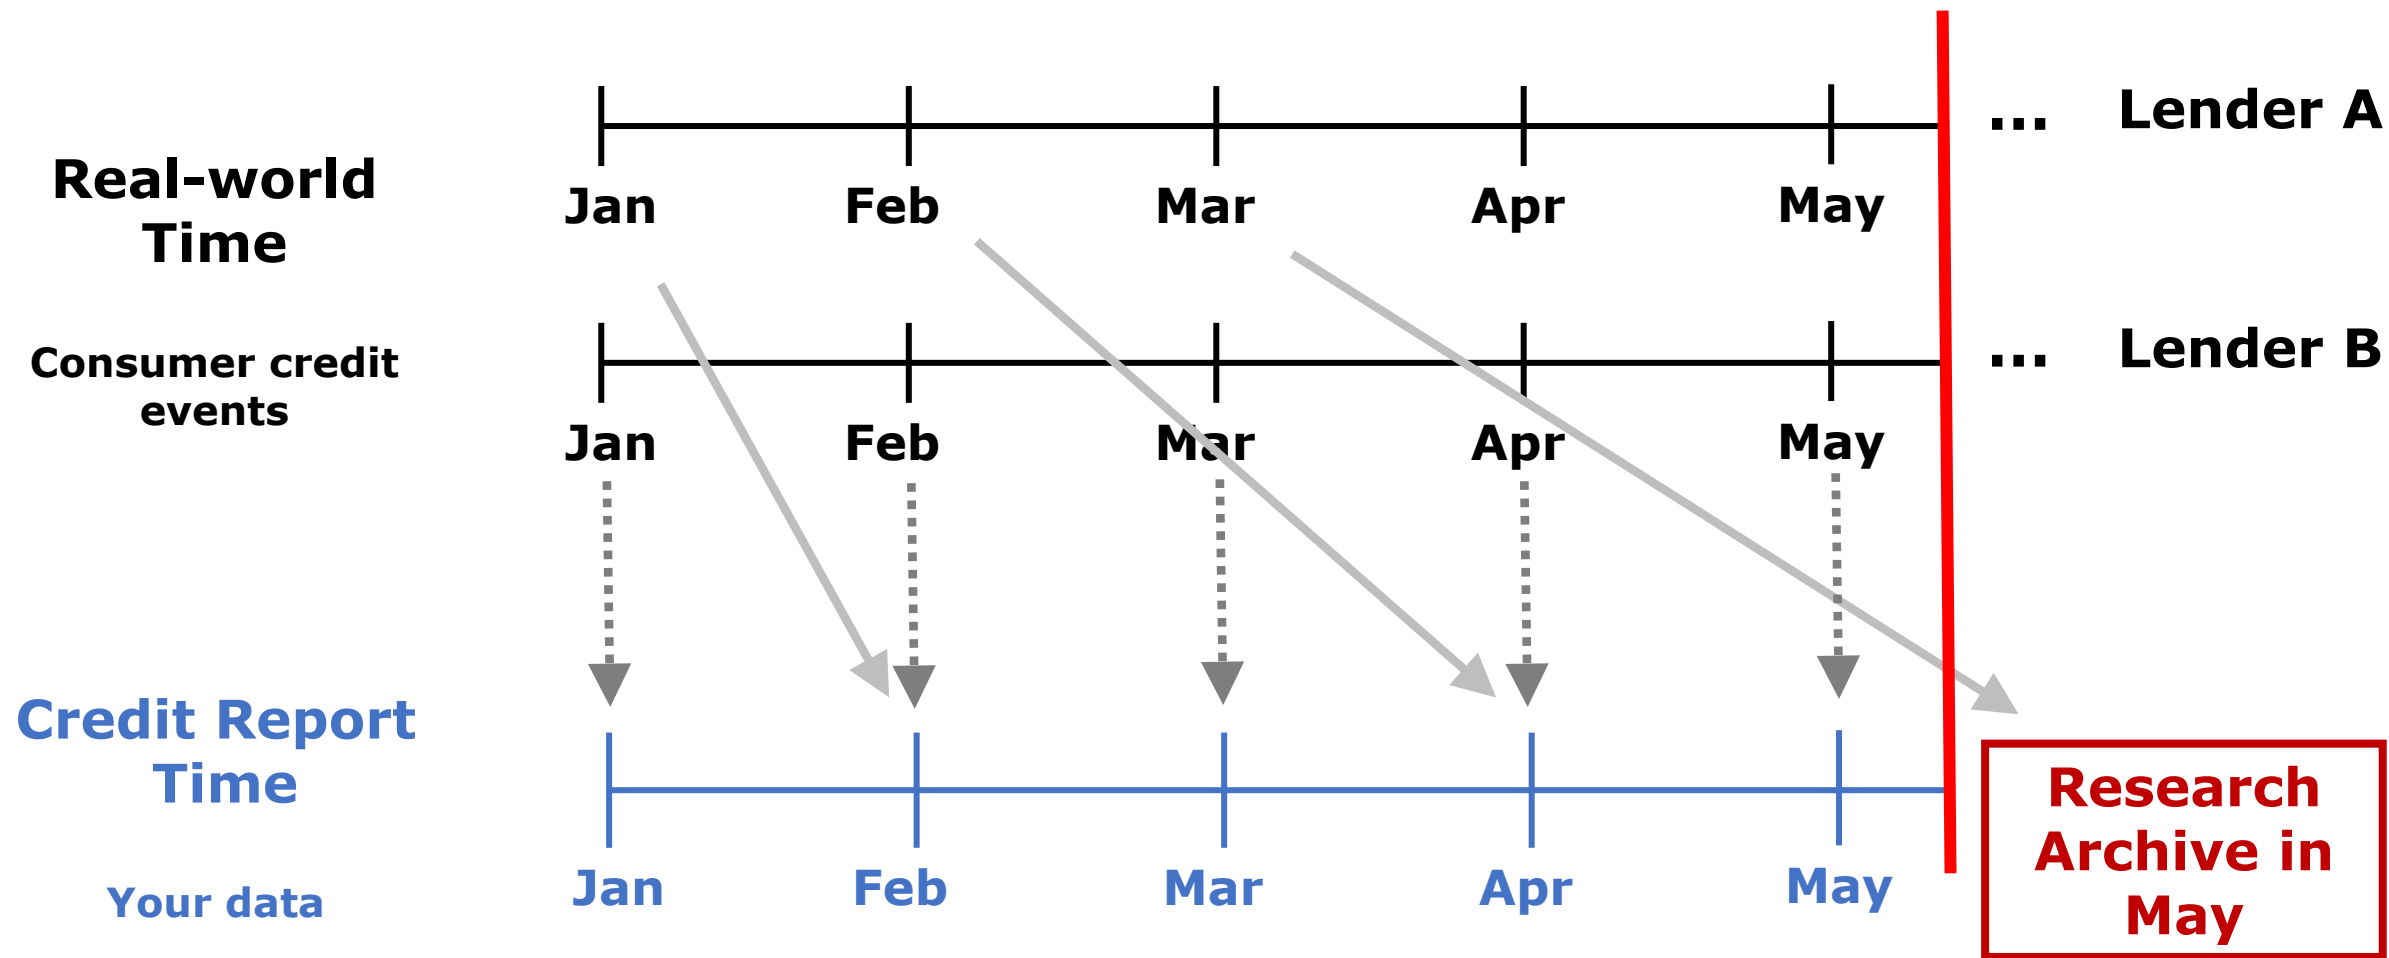 Real-world
Time
Consumer credit
events
Jan Feb Mar Apr May ... Lender A
Jan Feb Mar Apr May ... Lender B
Credit Report
Time
Your data
Jan Feb Mar Apr May
Research
Archive in
May